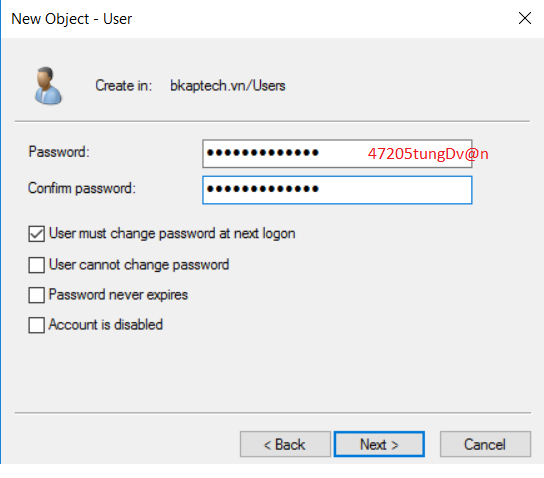 New Object - User
Create in: bkaptech.vn/Users
Password: ●●●●●●●●●●●●● 47205tungDv@n
Confirm password: ●●●●●●●●●●●●●
User must change password at next logon
User cannot change password
Password never expires
Account is disabled
< Back Next > Cancel